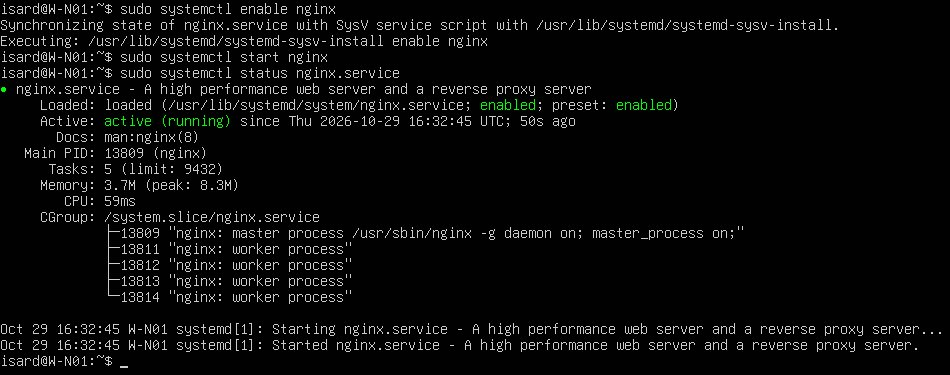 isard@W-N01:~$ sudo systemctl enable nginx
Synchronizing state of nginx.service with SysV service script with /usr/lib/systemd/systemd-sysv-install.
Executing: /usr/lib/systemd/systemd-sysv-install enable nginx
isard@W-N01:~$ sudo systemctl start nginx
isard@W-N01:~$ sudo systemctl status nginx.service
● nginx.service - A high performance web server and a reverse proxy server
     Loaded: loaded (/usr/lib/systemd/system/nginx.service; enabled; preset: enabled)
     Active: active (running) since Thu 2026-10-29 16:32:45 UTC; 50s ago
       Docs: man:nginx(8)
   Main PID: 13809 (nginx)
      Tasks: 5 (limit: 9432)
     Memory: 3.7M (peak: 8.3M)
        CPU: 59ms
     CGroup: /system.slice/nginx.service
             ├─13809 "nginx: master process /usr/sbin/nginx -g daemon on; master_process on;"
             ├─13811 "nginx: worker process"
             ├─13812 "nginx: worker process"
             ├─13813 "nginx: worker process"
             └─13814 "nginx: worker process"

Oct 29 16:32:45 W-N01 systemd[1]: Starting nginx.service - A high performance web server and a reverse proxy server...
Oct 29 16:32:45 W-N01 systemd[1]: Started nginx.service - A high performance web server and a reverse proxy server.
isard@W-N01:~$ _